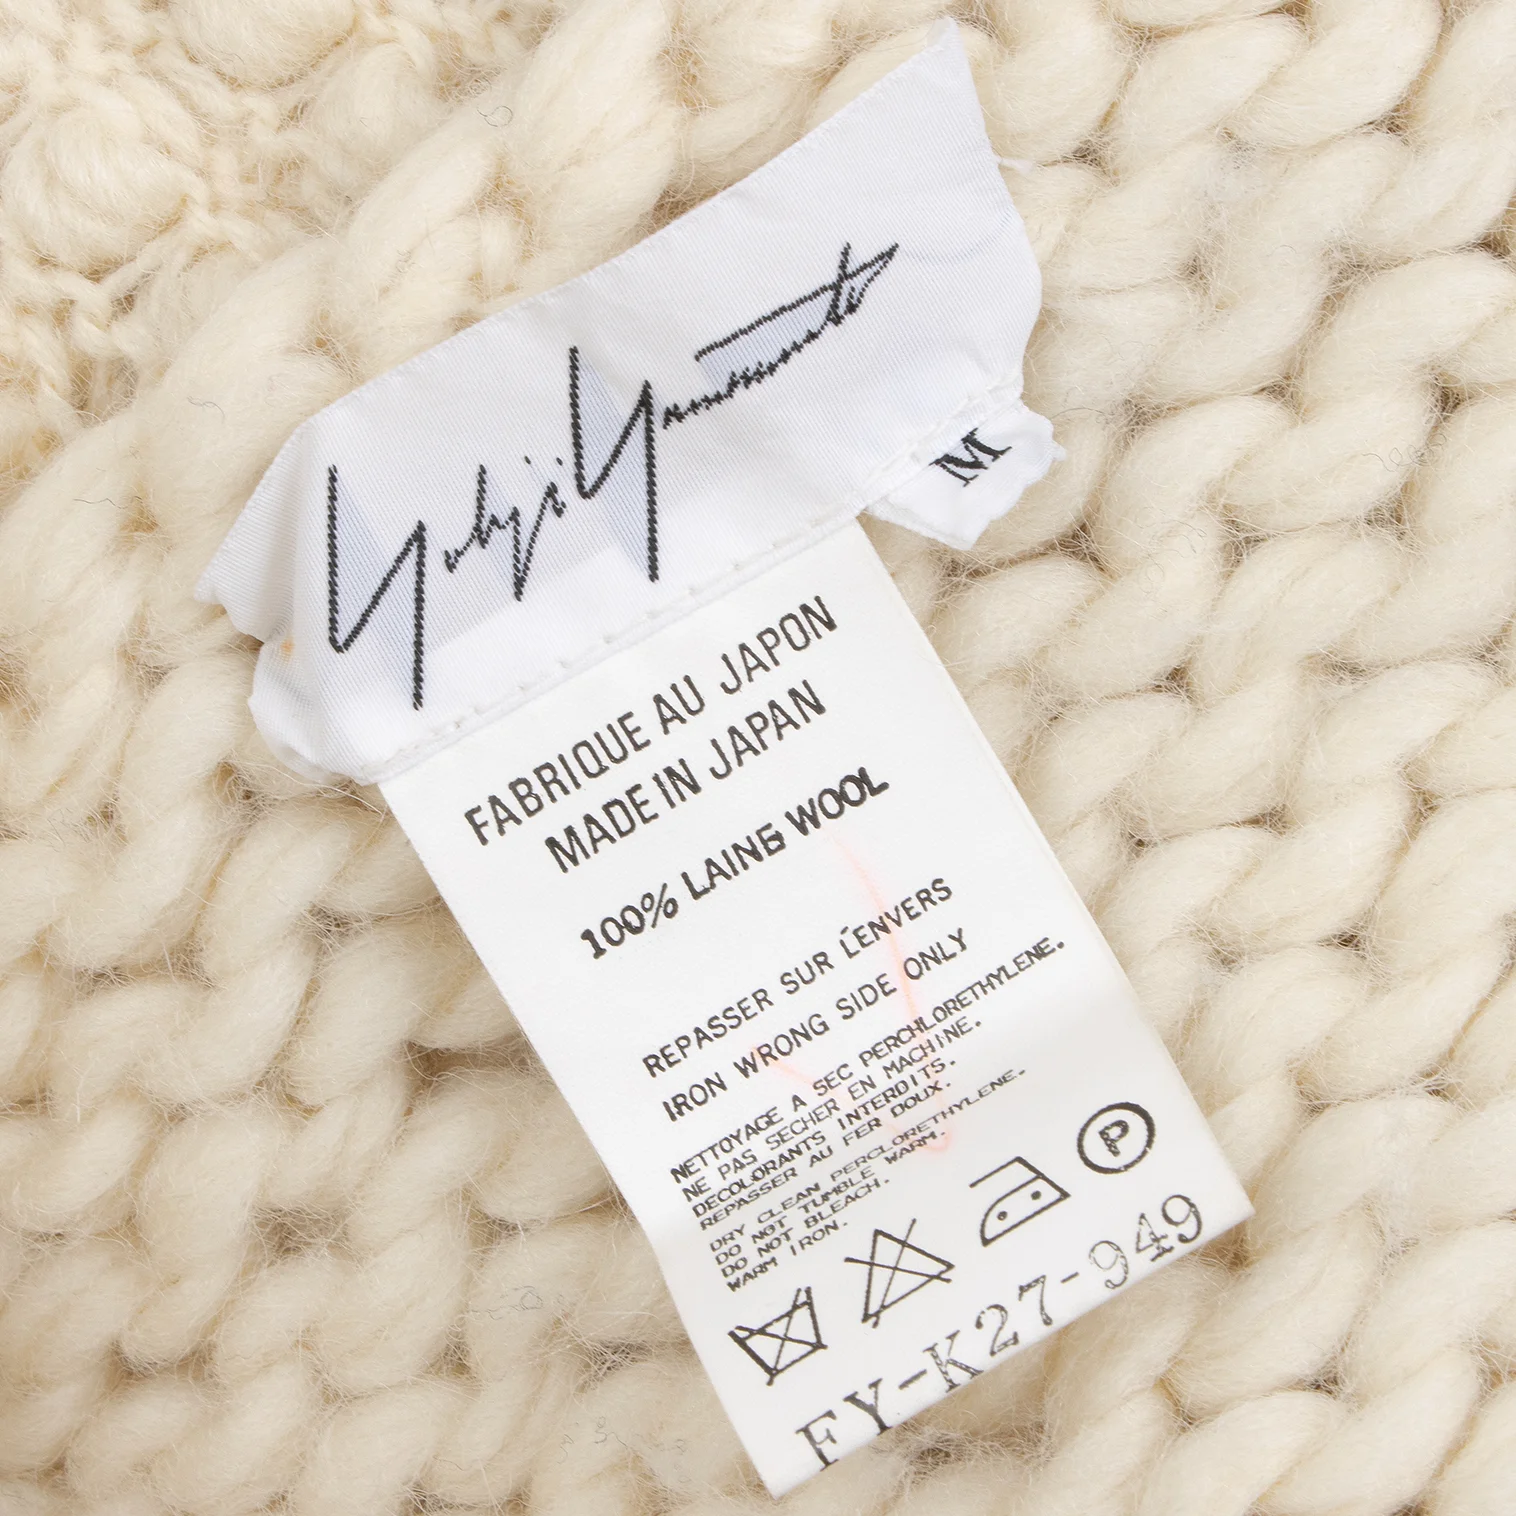 Yohji Yamamoto
M
FABRIQUE AU JAPON
MADE IN JAPAN
100% LAINE WOOL
REPASSER SUR L'ENVERS
IRON WRONG SIDE ONLY
NETTOYAGE A SEC PERCHLORETHYLENE.
NE PAS SECHER EN MACHINE.
DECOLORANTS INTERDITS.
REPASSER AU FER DOUX.
DRY CLEAN PERCLORETHYLENE.
DO NOT TUMBLE WARM.
DO NOT BLEACH.
WARM IRON.
P
FY-K27-949